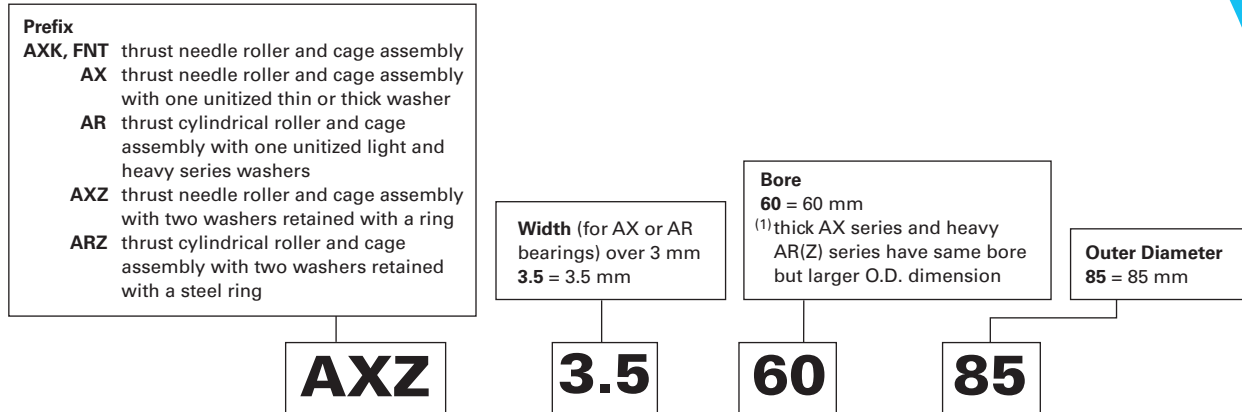 Prefix
AXK, FNT thrust needle roller and cage assembly
AX thrust needle roller and cage assembly
with one unitized thin or thick washer
AR thrust cylindrical roller and cage
assembly with one unitized light and
heavy series washers
AXZ thrust needle roller and cage assembly
with two washers retained with a ring
ARZ thrust cylindrical roller and cage
assembly with two washers retained
with a steel ring
Width (for AX or AR
bearings) over 3 mm
3.5 = 3.5 mm
Bore
60 = 60 mm
(1) thick AX series and heavy
AR(Z) series have same bore
but larger O.D. dimension
Outer Diameter
85 = 85 mm
AXZ 3.5 60 85